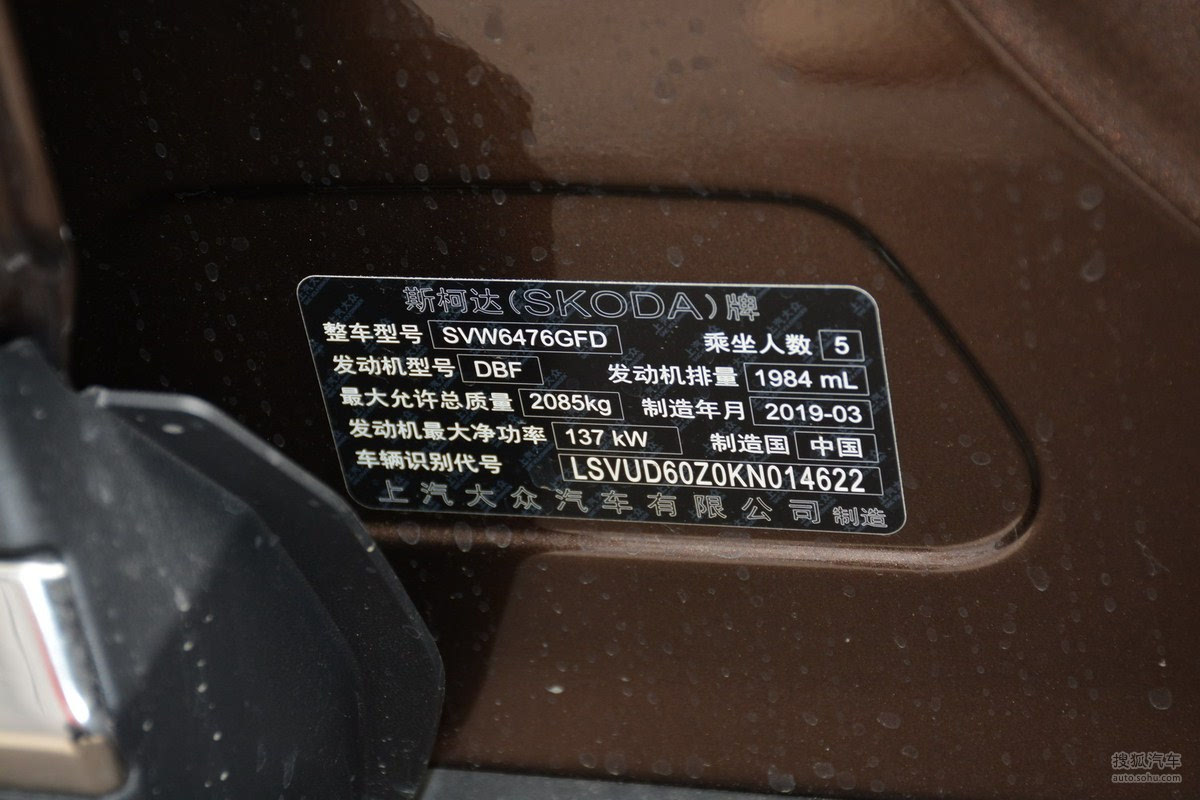 斯柯达(SKODA)牌
整车型号 SVW6476GFD 乘坐人数 5
发动机型号 DBF 发动机排量 1984 mL
最大允许总质量 2085kg 制造年月 2019-03
发动机最大净功率 137 kW 制造国 中国
车辆识别代号 LSVUD60Z0KN014622
上汽大众汽车有限公司 制造
搜狐汽车
auto.sohu.com